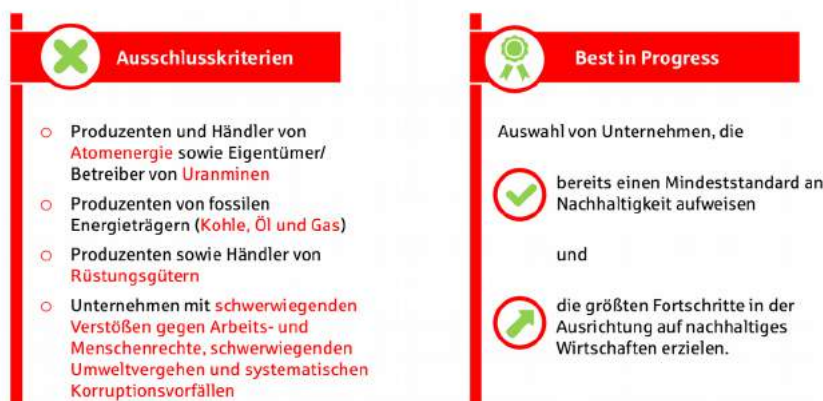 Ausschlusskriterien
Produzenten und Händler von
Atomenergie sowie Eigentümer/
Betreiber von Uranminen
Produzenten von fossilen
Energieträgern (Kohle, Öl und Gas)
Produzenten sowie Händler von
Rüstungsgütern
Unternehmen mit schwerwiegenden
Verstößen gegen Arbeits- und
Menschenrechte, schwerwiegenden
Umweltvergehen und systematischen
Korruptionsvorfällen
Best in Progress
Auswahl von Unternehmen, die
bereits einen Mindeststandard an
Nachhaltigkeit aufweisen
und
die größten Fortschritte in der
Ausrichtung auf nachhaltiges
Wirtschaften erzielen.